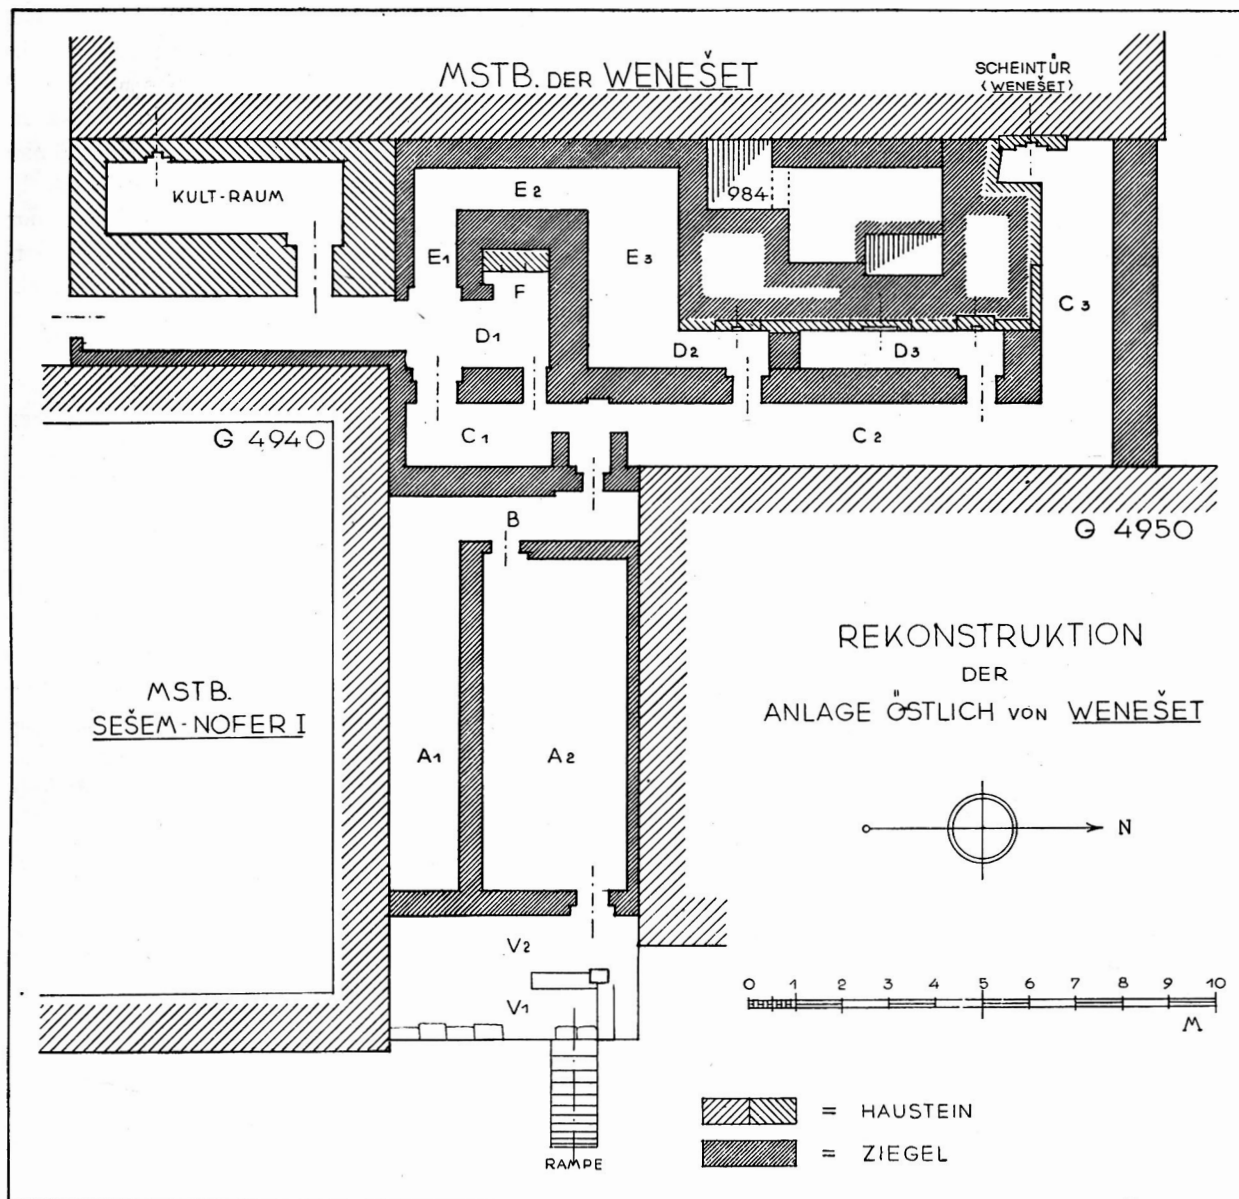 MSTB. DER WENEŠET
SCHEINTÜR
(WENEŠET)
KULT-RAUM
984
E2
E1
E3
F
C3
D1
D2
D3
G 4940
C1
C2
B
G 4950
REKONSTRUKTION
DER
ANLAGE ÖSTLICH VON WENEŠET
MSTB.
SEŠEM-NOFER I
A1
A2
N
V2
V1
0 1 2 3 4 5 6 7 8 9 10
M
RAMPE
= HAUSTEIN
= ZIEGEL